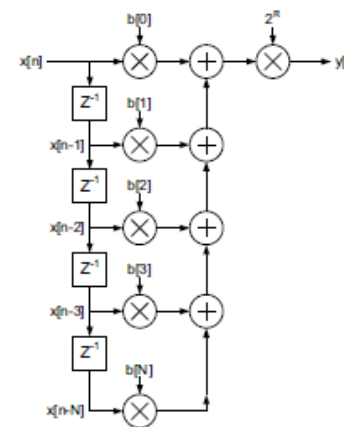 b[0] 2^R
x[n] y[
Z^-1
b[1]
x[n-1]
Z^-1
b[2]
x[n-2]
Z^-1
b[3]
x[n-3]
Z^-1
b[N]
x[n-N]